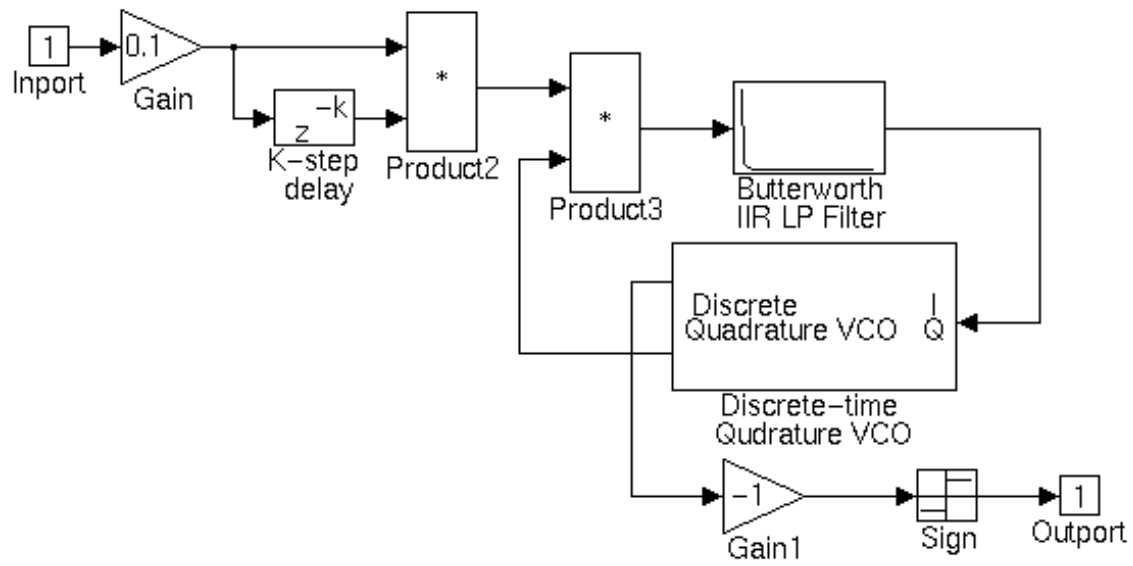 1
Inport
0.1
Gain
z -k
K-step
delay
*
Product2
*
Product3
Butterworth
IIR LP Filter
Discrete
Quadrature VCO
I
Q
Discrete-time
Qudrature VCO
-1
Gain1
Sign
1
Outport